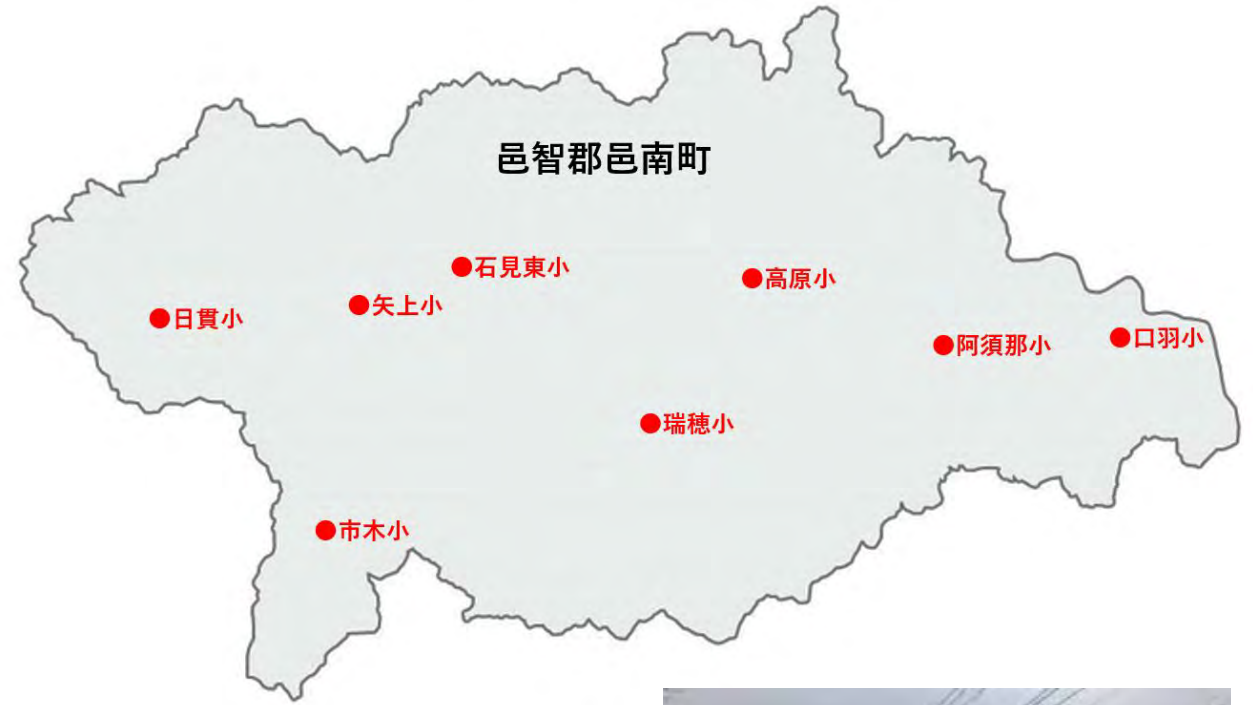 邑智郡邑南町
石見東小
高原小
矢上小
日貫小
阿須那小
口羽小
瑞穂小
市木小